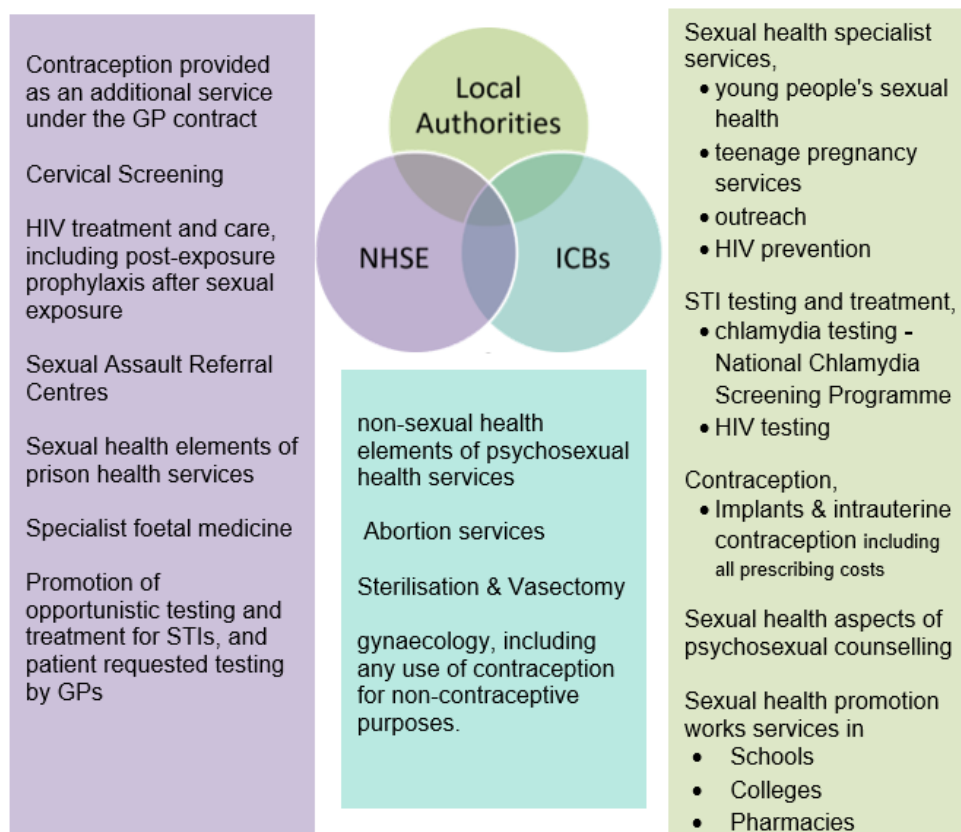 Contraception provided
as an additional service
under the GP contract
Cervical Screening
HIV treatment and care,
including post-exposure
prophylaxis after sexual
exposure
Sexual Assault Referral
Centres
Sexual health elements of
prison health services
Specialist foetal medicine
Promotion of
opportunistic testing and
treatment for STIs, and
patient requested testing
by GPs
Local
Authorities
NHSE
ICBs
non-sexual health
elements of psychosexual
health services
Abortion services
Sterilisation & Vasectomy
gynaecology, including
any use of contraception
for non-contraceptive
purposes.
Sexual health specialist
services,
• young people's sexual
health
• teenage pregnancy
services
• outreach
• HIV prevention
STI testing and treatment,
• chlamydia testing -
National Chlamydia
Screening Programme
• HIV testing
Contraception,
• Implants & intrauterine
contraception including
all prescribing costs
Sexual health aspects of
psychosexual counselling
Sexual health promotion
works services in
• Schools
• Colleges
• Pharmacies